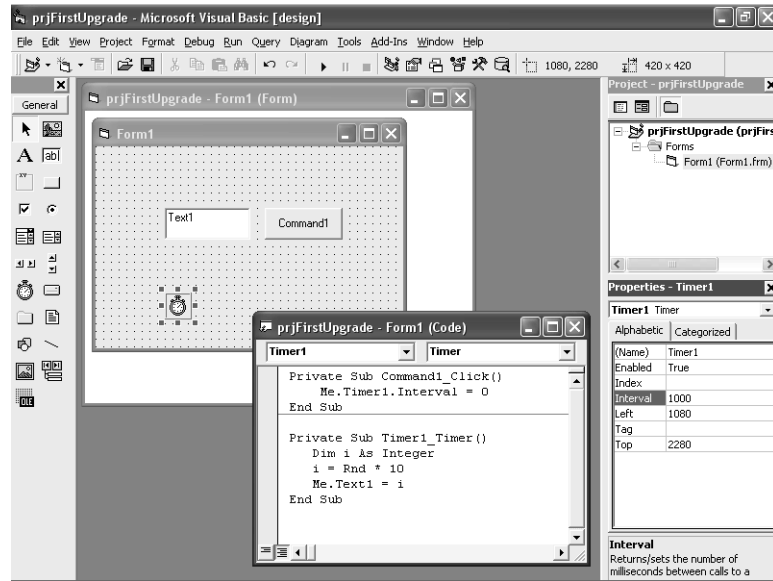 prjFirstUpgrade - Microsoft Visual Basic [design]
File Edit View Project Format Debug Run Query Diagram Tools Add-Ins Window Help
1080, 2280
420 x 420
General
A
ab|
XY
OLE
prjFirstUpgrade - Form1 (Form)
Form1
Text1
Command1
prjFirstUpgrade - Form1 (Code)
Timer1
Timer
Private Sub Command1_Click()
Me.Timer1.Interval = 0
End Sub
Private Sub Timer1_Timer()
Dim i As Integer
i = Rnd * 10
Me.Text1 = i
End Sub
Project - prjFirstUpgrade
prjFirstUpgrade (prjFirs
Forms
Form1 (Form1.frm)
Properties - Timer1
Timer1 Timer
Alphabetic Categorized
(Name) Timer1
Enabled True
Index
Interval 1000
Left 1080
Tag
Top 2280
Interval
Returns/sets the number of
milliseconds between calls to a